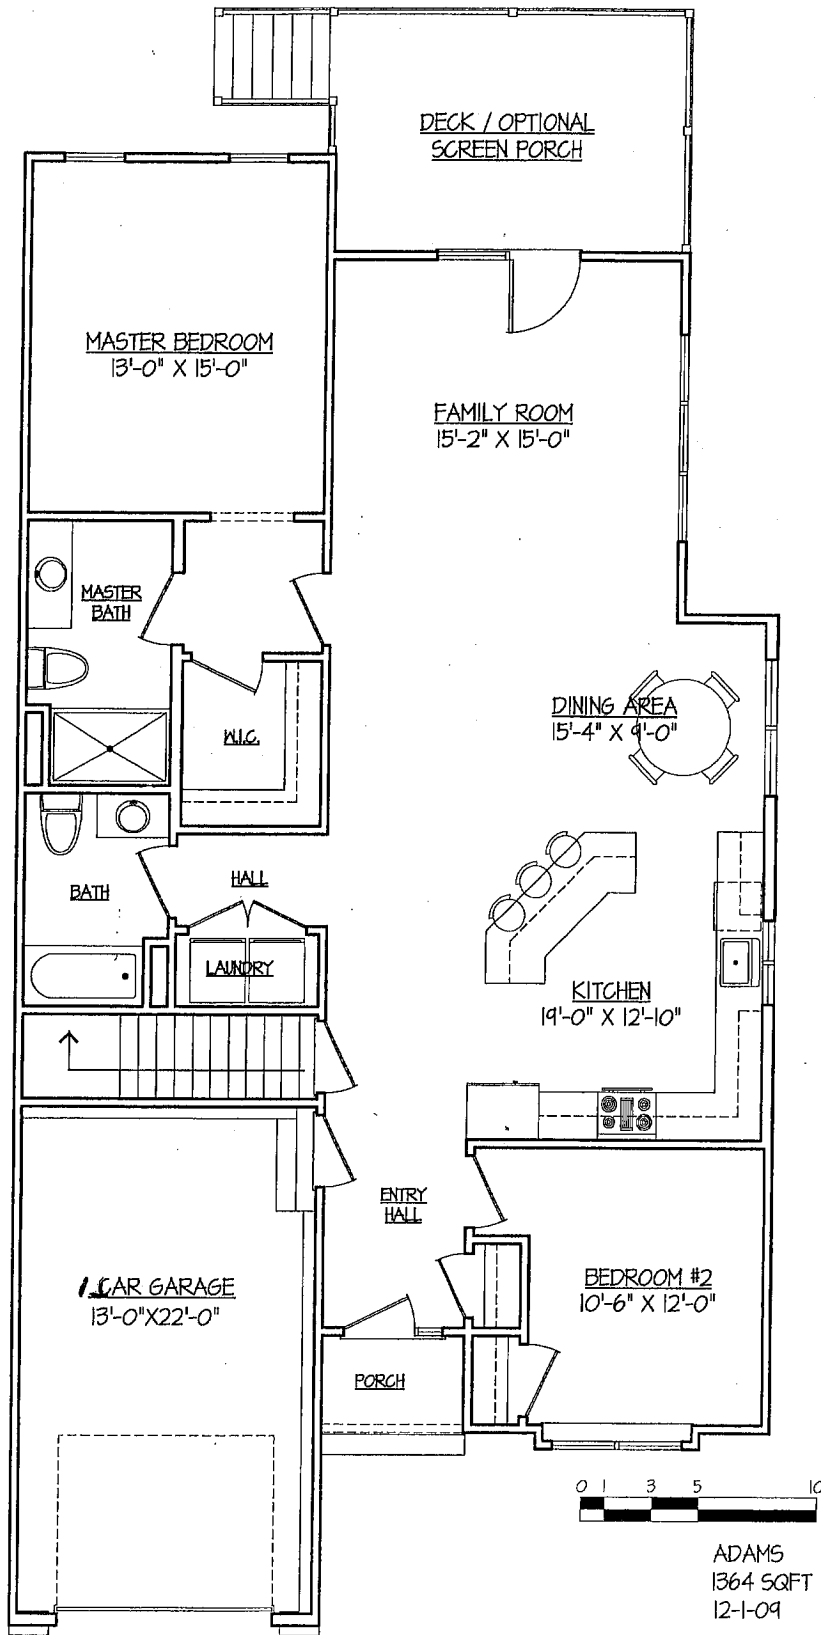 DECK / OPTIONAL
SCREEN PORCH
MASTER BEDROOM
13'-0" X 15'-0"
FAMILY ROOM
15'-2" X 15'-0"
MASTER
BATH
W.I.C.
DINING AREA
15'-4" X 9'-0"
BATH
HALL
LAUNDRY
KITCHEN
19'-0" X 12'-10"
ENTRY
HALL
1 CAR GARAGE
13'-0"X22'-0"
BEDROOM #2
10'-6" X 12'-0"
PORCH
0 1 3 5 10
ADAMS
1364 SQFT
12-1-09